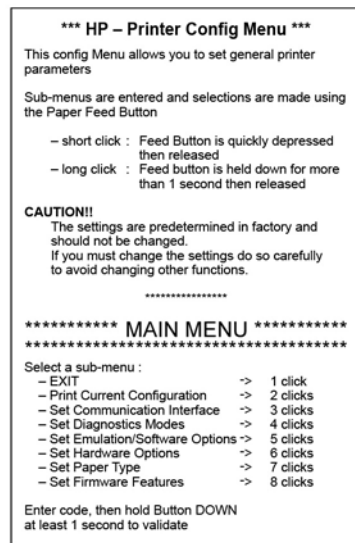 *** HP – Printer Config Menu ***
This config Menu allows you to set general printer
parameters
Sub-menus are entered and selections are made using
the Paper Feed Button
– short click : Feed Button is quickly depressed
then released
– long click : Feed button is held down for more
than 1 second then released
CAUTION!!
The settings are predetermined in factory and
should not be changed.
If you must change the settings do so carefully
to avoid changing other functions.
****************
*********** MAIN MENU ***********
**************************************
Select a sub-menu :
– EXIT -> 1 click
– Print Current Configuration -> 2 clicks
– Set Communication Interface -> 3 clicks
– Set Diagnostics Modes -> 4 clicks
– Set Emulation/Software Options -> 5 clicks
– Set Hardware Options -> 6 clicks
– Set Paper Type -> 7 clicks
– Set Firmware Features -> 8 clicks
Enter code, then hold Button DOWN
at least 1 second to validate